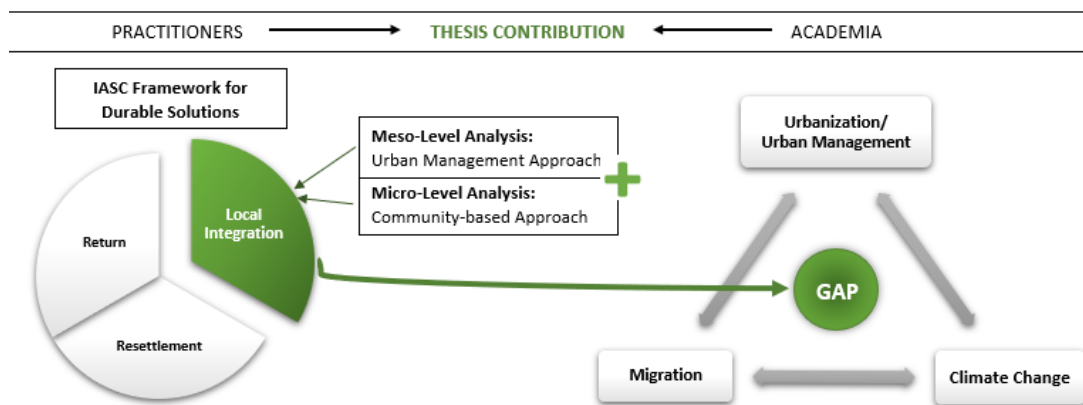 PRACTITIONERS
THESIS CONTRIBUTION
ACADEMIA
IASC Framework for
Durable Solutions
Meso-Level Analysis:
Urban Management Approach
Micro-Level Analysis:
Community-based Approach
Return
Local
Integration
Resettlement
Urbanization/
Urban Management
GAP
Migration
Climate Change